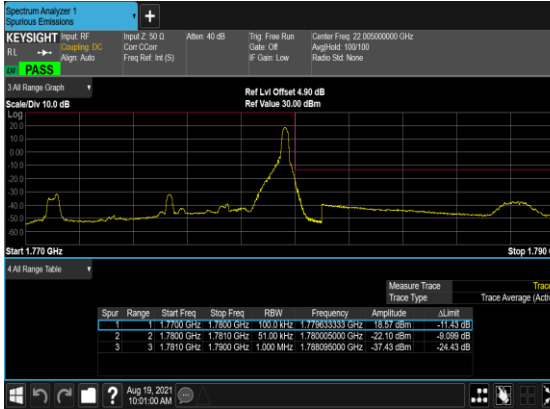 Spectrum Analyzer 1
Spurious Emissions
+
KEYSIGHT Input: RF Input Z: 50 Ω Atten: 40 dB Trig: Free Run Center Freq: 22.005000000 GHz
RL Coupling: DC Corr CCorr Gate: Off Avg|Hold: 100/100
Align: Auto Freq Ref: Int (S) IF Gain: Low Radio Std: None
PASS
3 All Range Graph Ref Lvl Offset 4.90 dB
Scale/Div 10.0 dB Ref Value 30.00 dBm
Log
20.0
10.0
0.00
-10.0
-20.0
-30.0
-40.0
-50.0
-60.0
Start 1.770 GHz Stop 1.790
4 All Range Table
Measure Trace Trac
Trace Type Trace Average (Acti
Spur Range Start Freq Stop Freq RBW Frequency Amplitude ΔLimit
1 1 1.7700 GHz 1.7800 GHz 100.0 kHz 1.779633333 GHz 18.57 dBm -11.43 dB
2 2 1.7800 GHz 1.7810 GHz 51.00 kHz 1.780005000 GHz -22.10 dBm -9.099 dB
3 3 1.7810 GHz 1.7900 GHz 1.000 MHz 1.788095000 GHz -37.43 dBm -24.43 dB
? Aug 19, 2021
10:01:00 AM